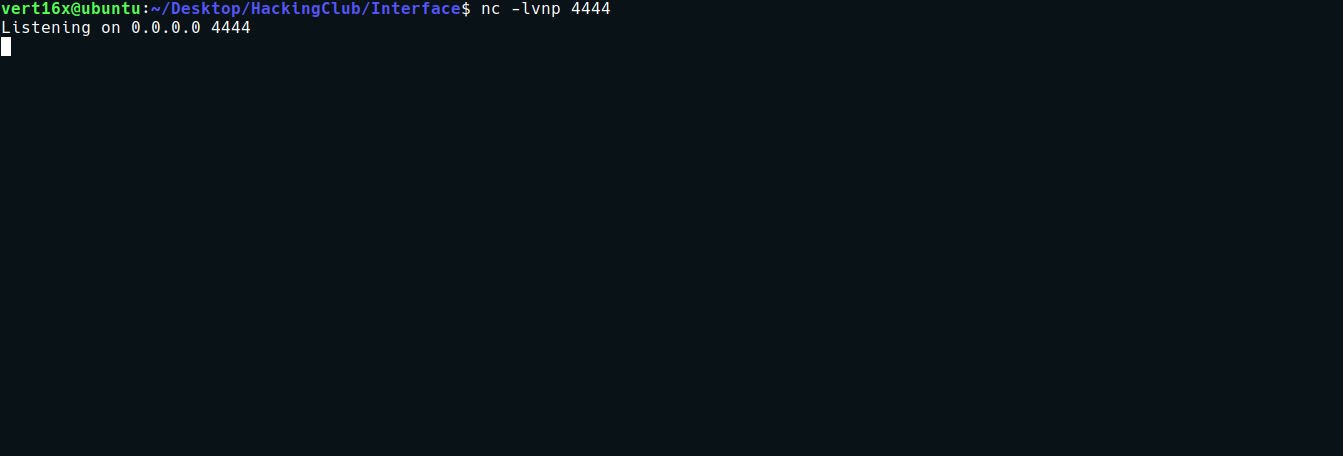 vert16x@ubuntu:~/Desktop/HackingClub/Interface$ nc -lvnp 4444
Listening on 0.0.0.0 4444